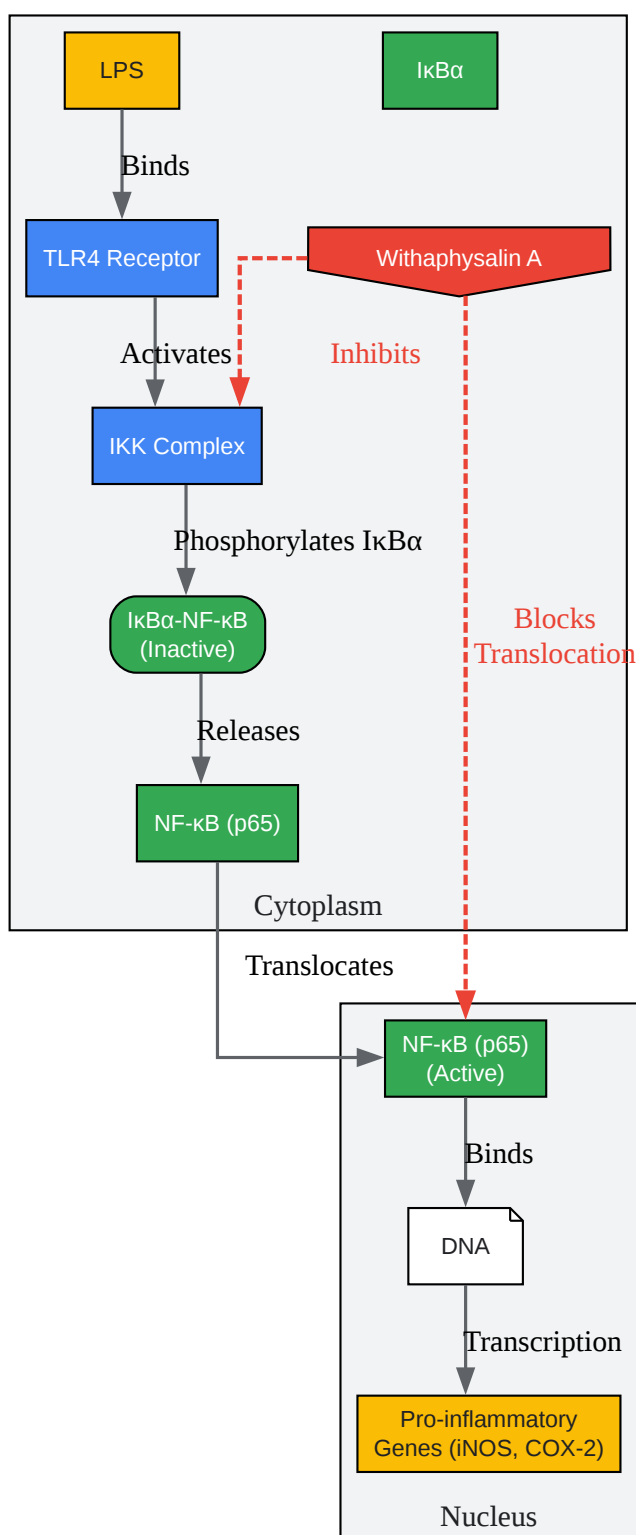 LPS
IκBα
Binds
TLR4 Receptor
Withaphysalin A
Activates
Inhibits
IKK Complex
Phosphorylates IκBα
IκBα-NF-κB
(Inactive)
Blocks
Translocation
Releases
NF-κB (p65)
Cytoplasm
Translocates
NF-κB (p65)
(Active)
Binds
DNA
Transcription
Pro-inflammatory
Genes (iNOS, COX-2)
Nucleus